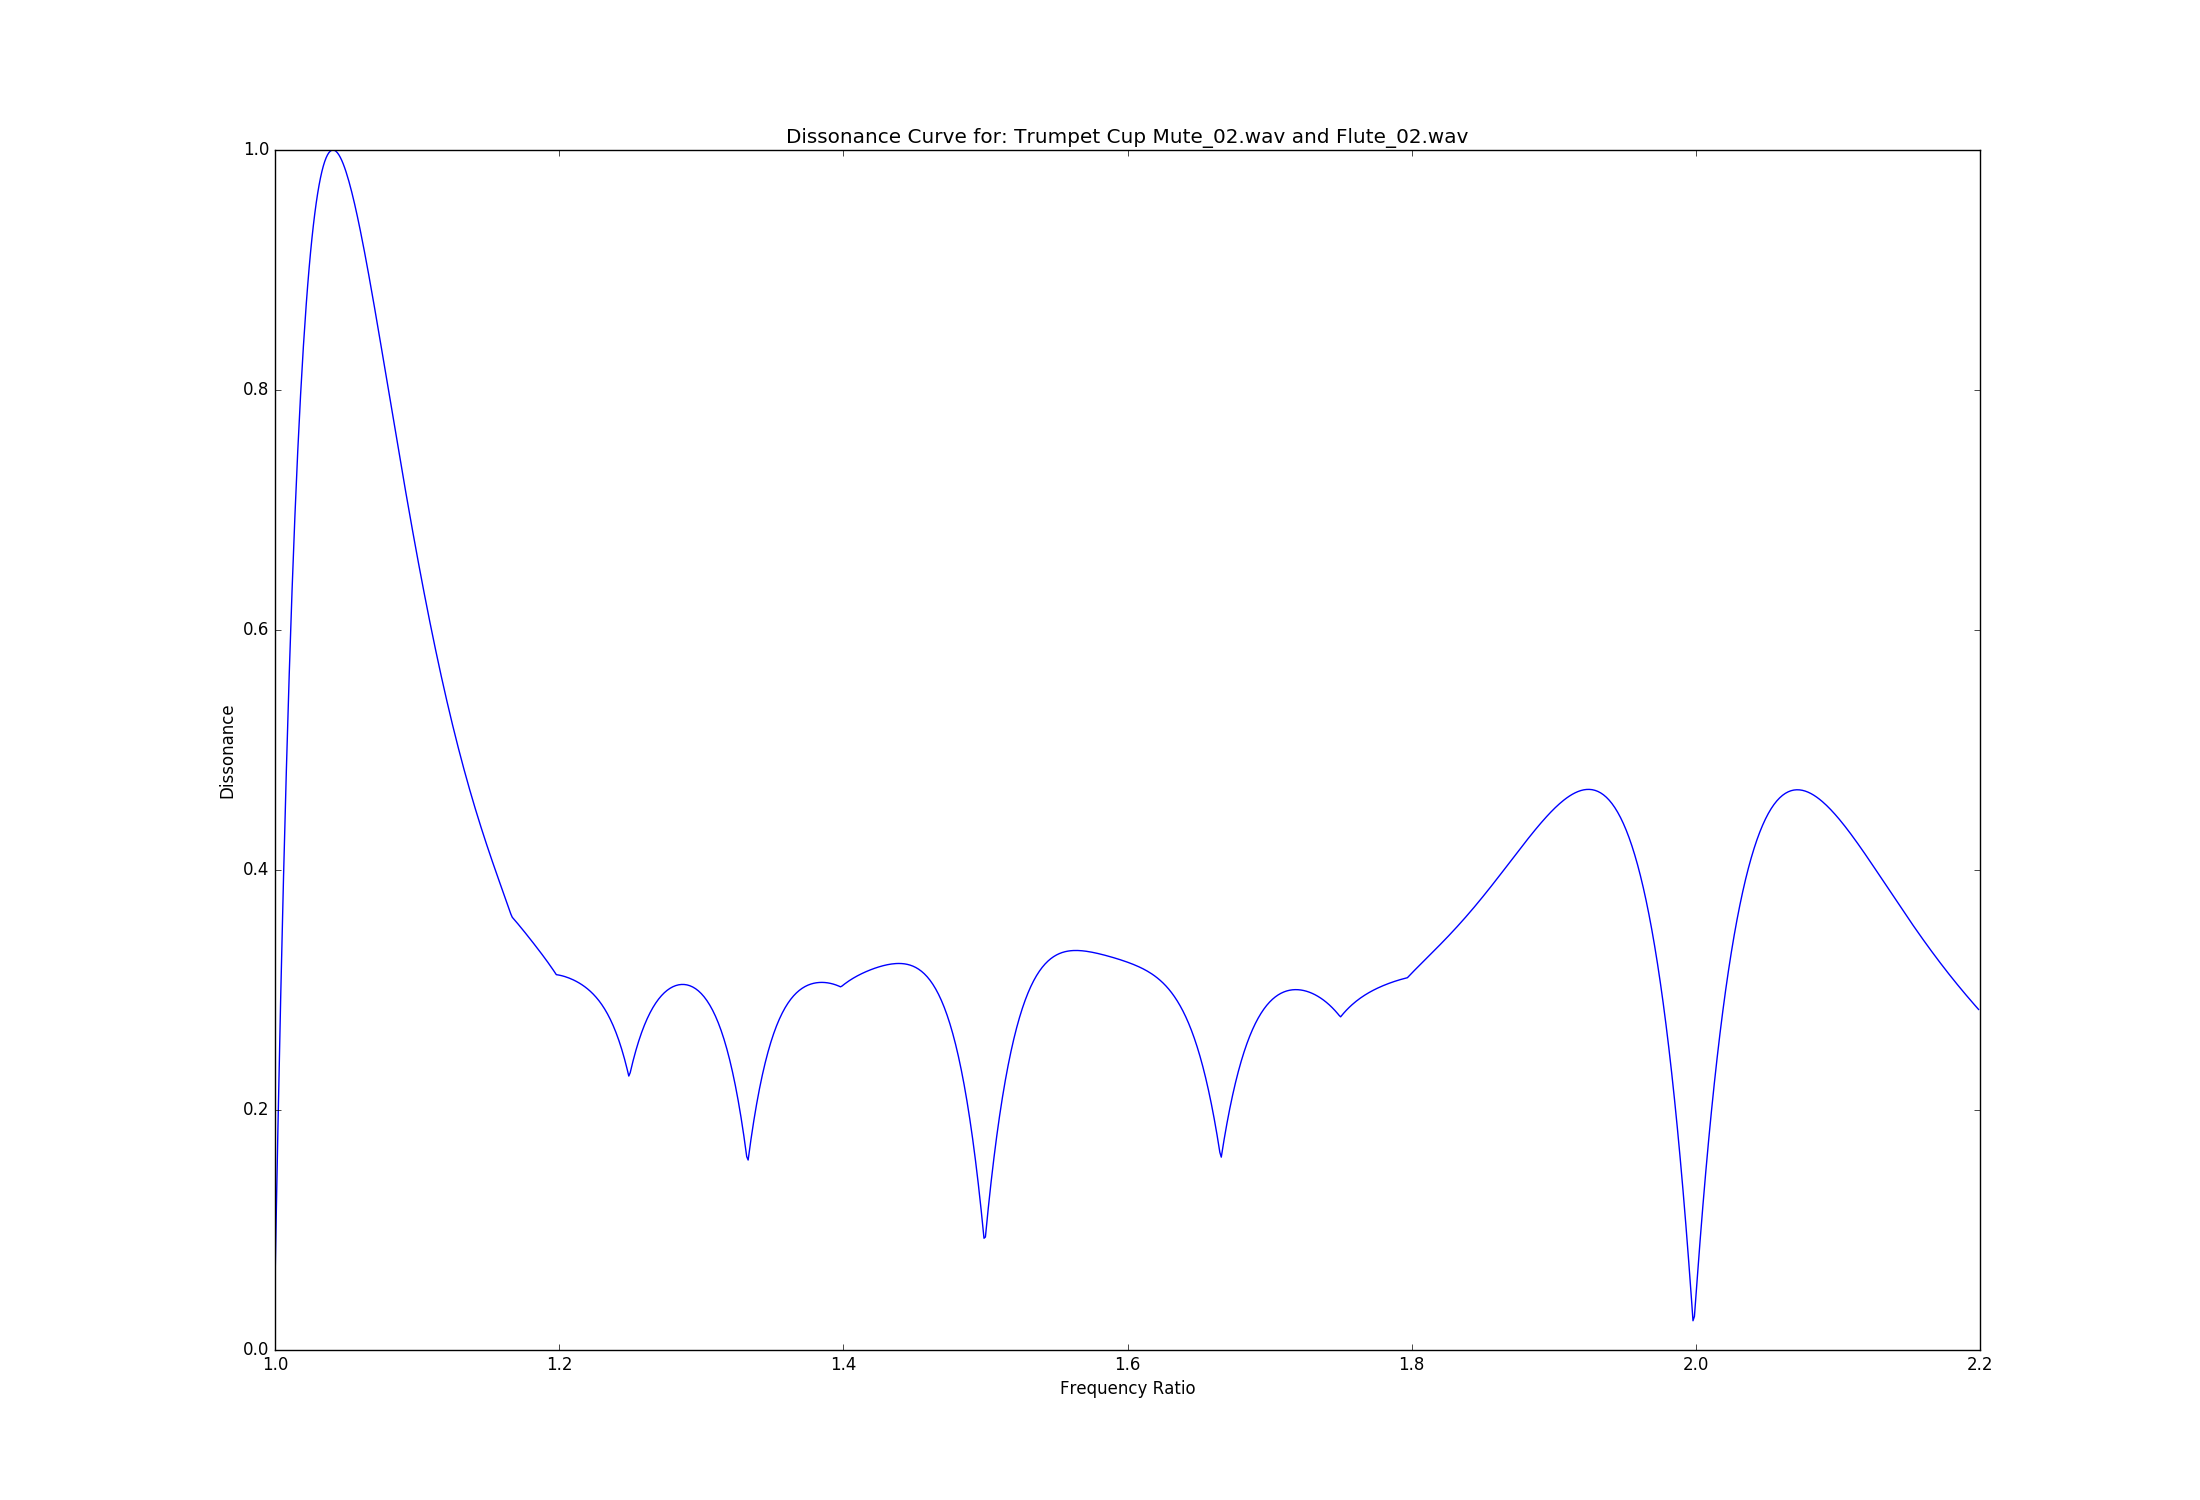 Dissonance Curve for: Trumpet Cup Mute_02.wav and Flute_02.wav
1.0
0.8
0.6
0.4
0.2
0.0
Dissonance
1.0 1.2 1.4 1.6 1.8 2.0 2.2
Frequency Ratio